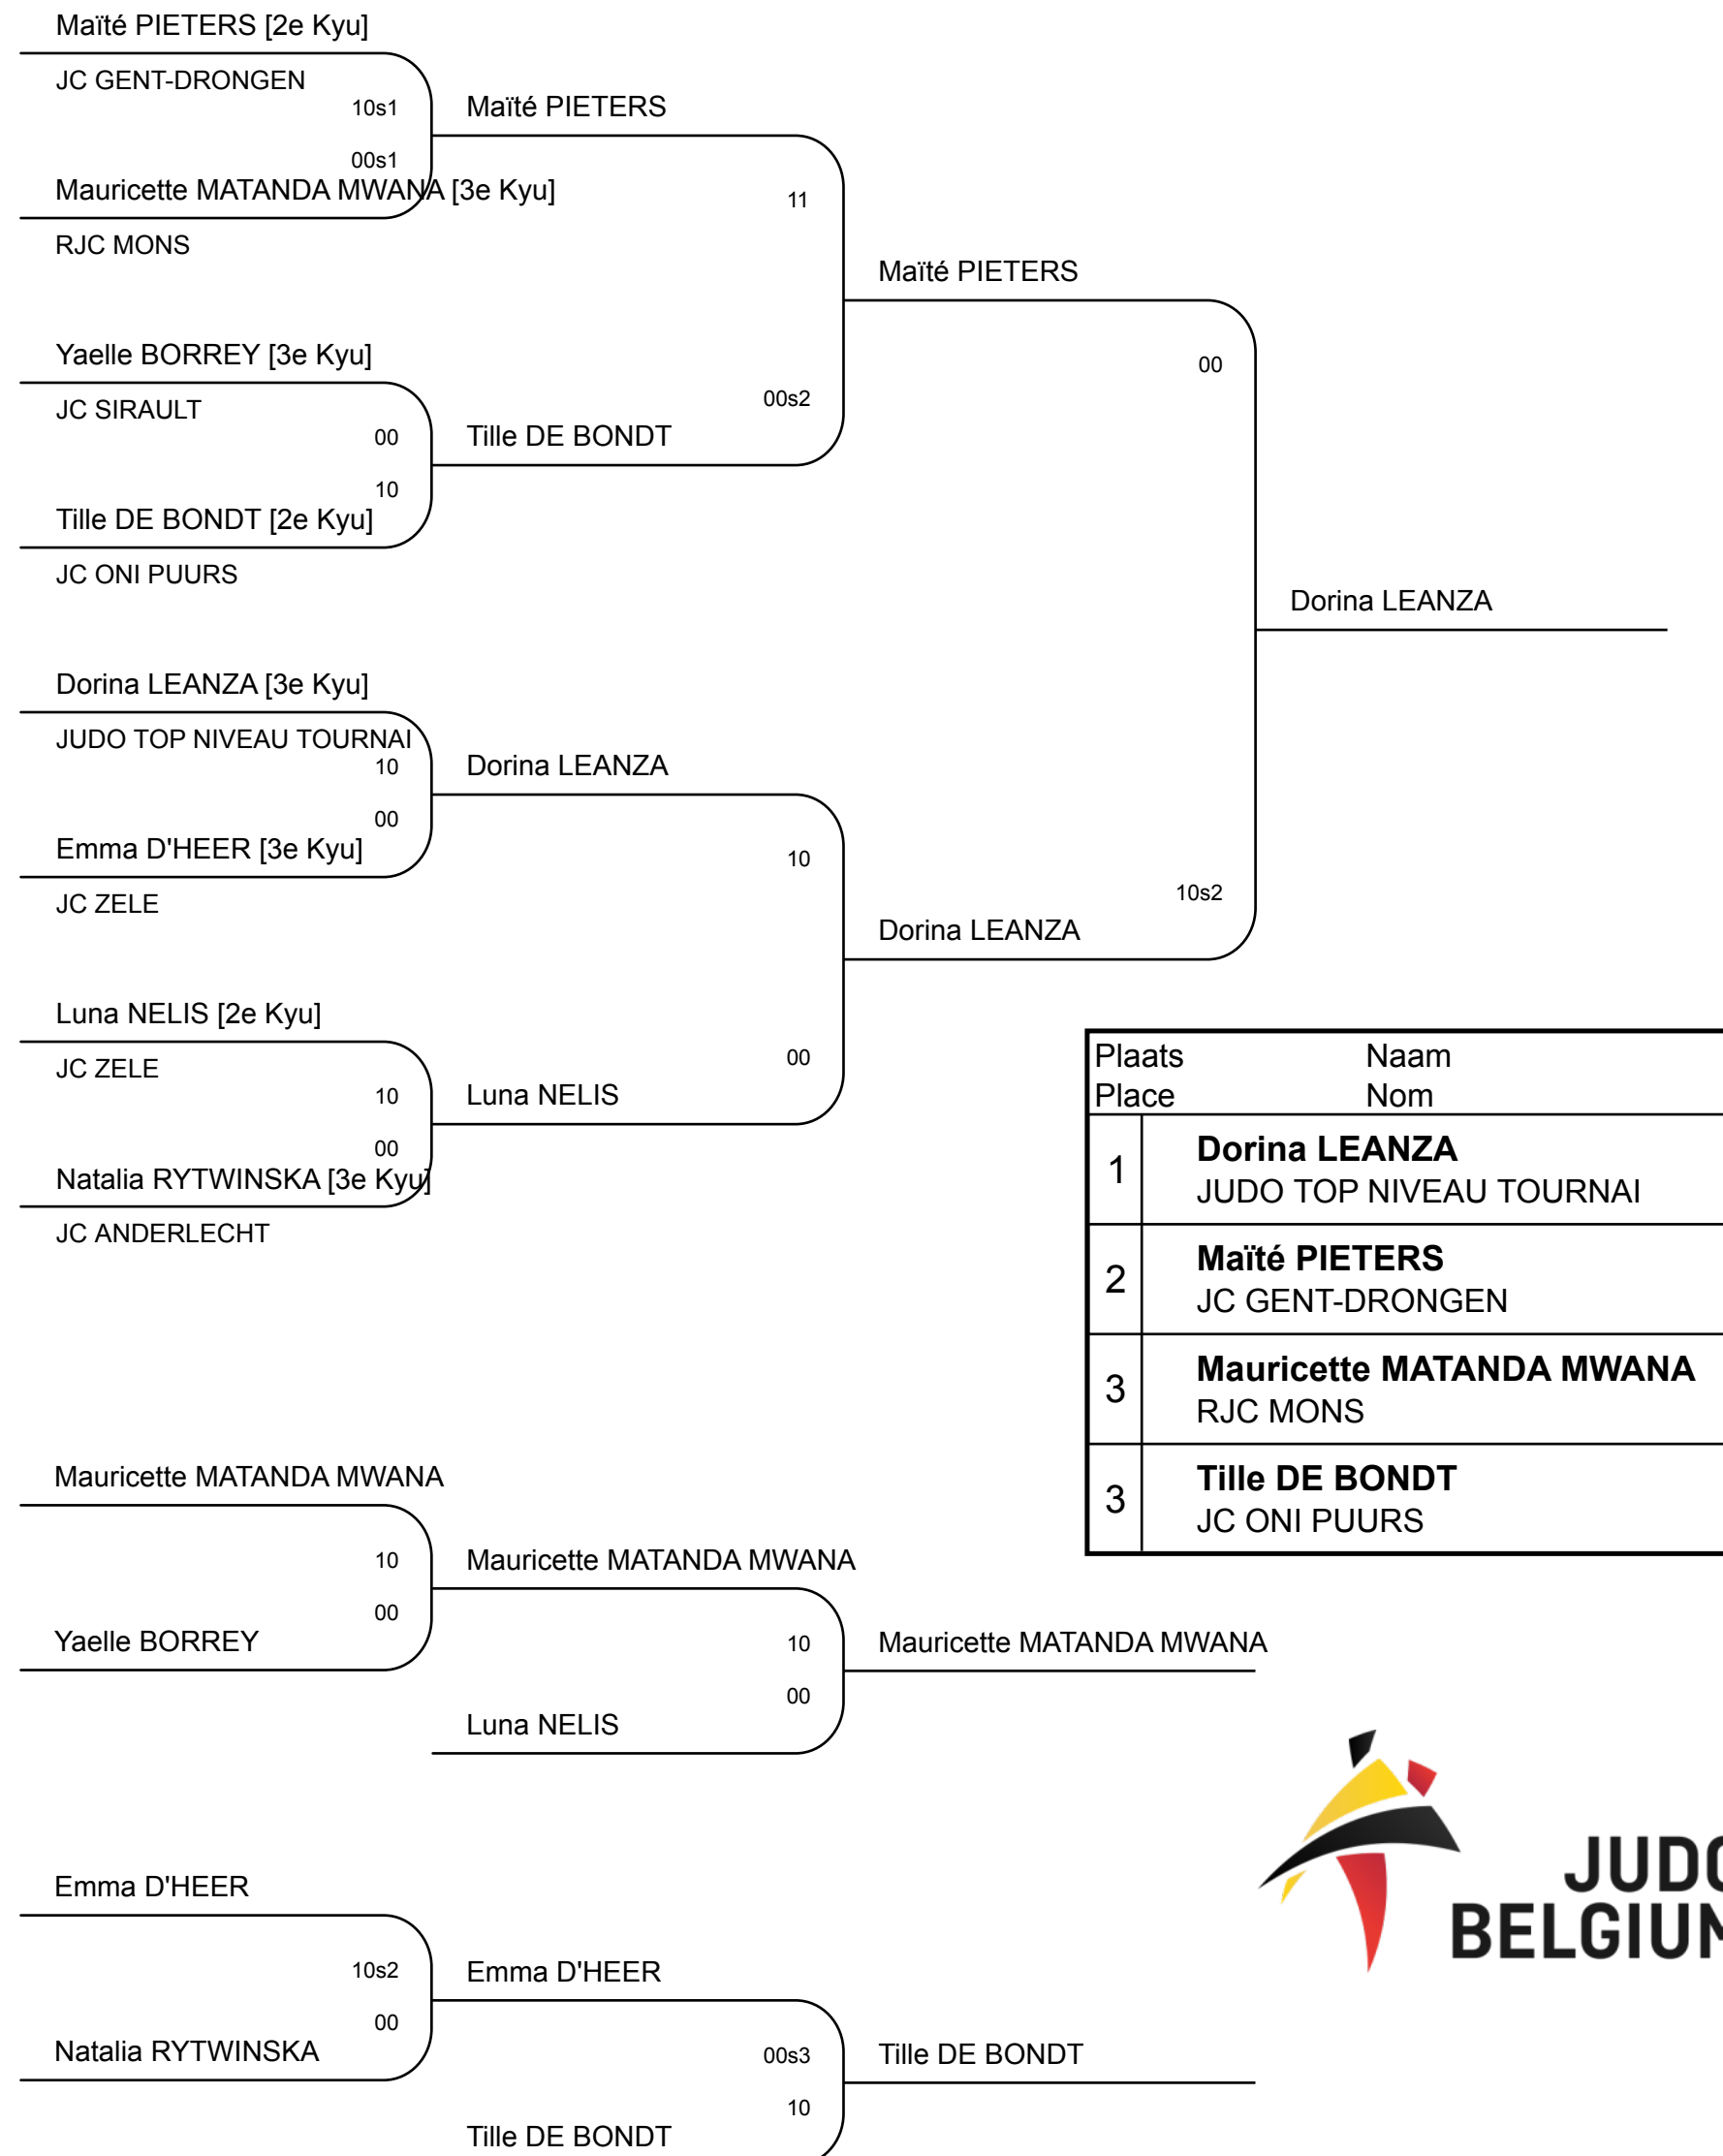 Maïté PIETERS [2e Kyu]
JC GENT-DRONGEN
10s1
Maïté PIETERS
00s1
Mauricette MATANDA MWANA [3e Kyu]
11
RJC MONS
Maïté PIETERS
Yaelle BORREY [3e Kyu]
00
JC SIRAULT
00s2
00
Tille DE BONDT
10
Tille DE BONDT [2e Kyu]
JC ONI PUURS
Dorina LEANZA
Dorina LEANZA [3e Kyu]
JUDO TOP NIVEAU TOURNAI
10
Dorina LEANZA
00
Emma D'HEER [3e Kyu]
10
JC ZELE
10s2
Dorina LEANZA
Luna NELIS [2e Kyu]
JC ZELE
00
10
Luna NELIS
00
Natalia RYTWINSKA [3e Kyu]
JC ANDERLECHT
Plaats Naam
Place Nom
1 Dorina LEANZA
JUDO TOP NIVEAU TOURNAI
2 Maïté PIETERS
JC GENT-DRONGEN
3 Mauricette MATANDA MWANA
RJC MONS
3 Tille DE BONDT
JC ONI PUURS
Mauricette MATANDA MWANA
10
Mauricette MATANDA MWANA
00
Yaelle BORREY
10
Mauricette MATANDA MWANA
00
Luna NELIS
Emma D'HEER
10s2
Emma D'HEER
00
Natalia RYTWINSKA
00s3
Tille DE BONDT
10
Tille DE BONDT
JUDO
BELGIUM